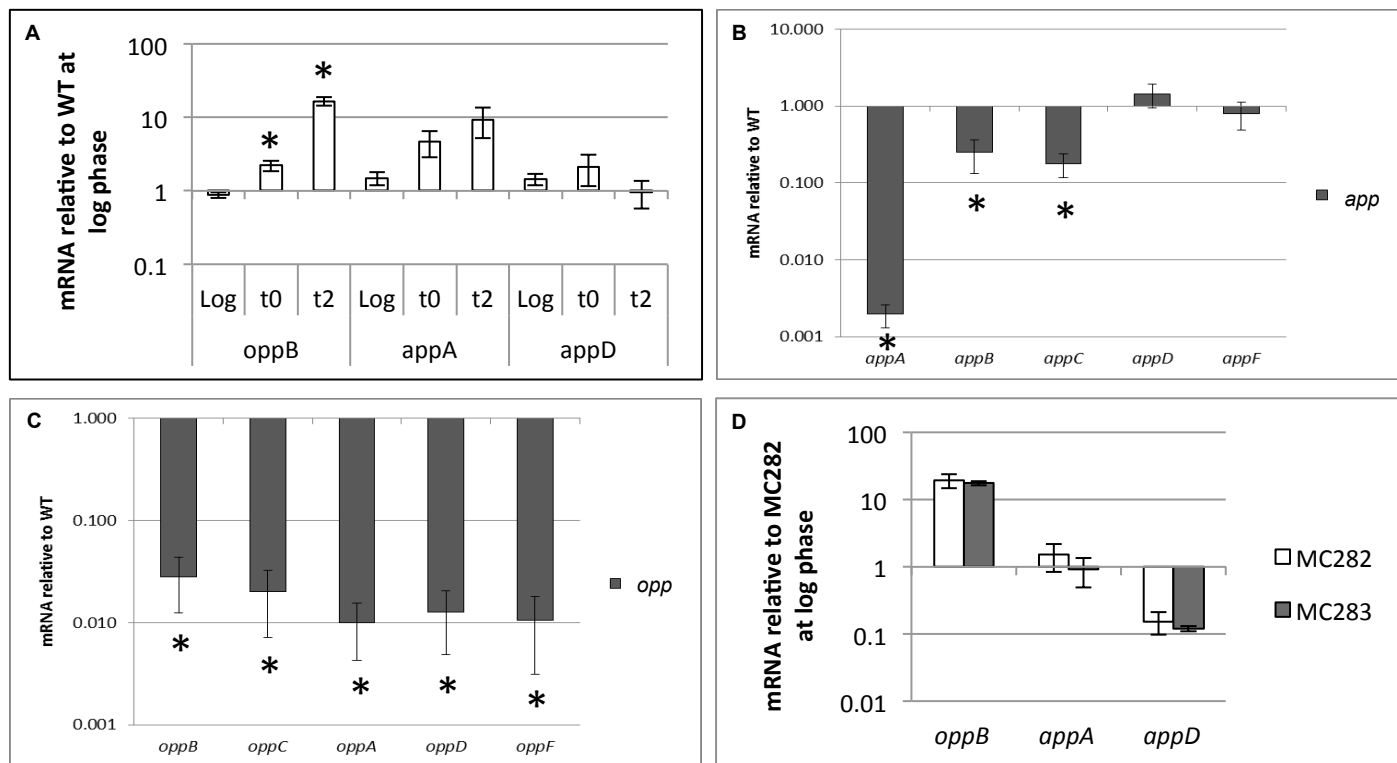 A
mRNA relative to WT at
log phase
100
10
1
0.1
Log t0 t2 Log t0 t2 Log t0 t2
oppB appA appD
*
*
B
mRNA relative to WT
10.000
1.000
0.100
0.010
0.001
* * *
appA appB appC appD appF
app
C
mRNA relative to WT
1.000
0.100
0.010
0.001
* * * * *
oppB oppC oppA oppD oppF
opp
D
mRNA relative to MC282
at log phase
100
10
1
0.1
0.01
oppB appA appD
MC282
MC283